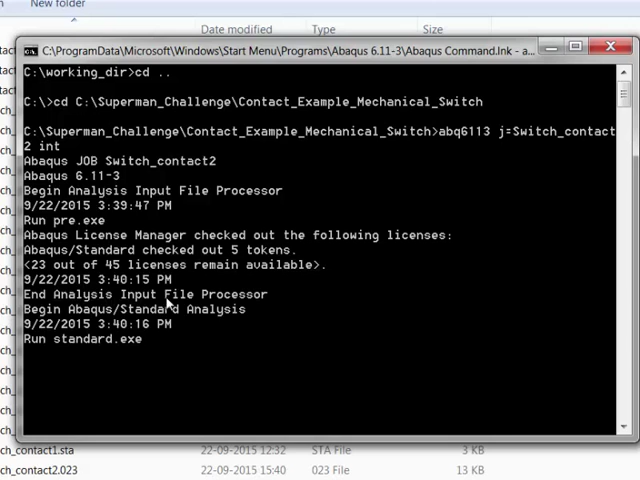 New folder
Date modified
Type
Size
C:\ProgramData\Microsoft\Windows\Start Menu\Programs\Abaqus 6.11-3\Abaqus Command.lnk - a...
C:\working_dir>cd ..
C:\>cd C:\Superman_Challenge\Contact_Example_Mechanical_Switch
C:\Superman_Challenge\Contact_Example_Mechanical_Switch>abq6113 j=Switch_contact
2 int
Abaqus JOB Switch_contact2
Abaqus 6.11-3
Begin Analysis Input File Processor
9/22/2015 3:39:47 PM
Run pre.exe
Abaqus License Manager checked out the following licenses:
Abaqus/Standard checked out 5 tokens.
<23 out of 45 licenses remain available>.
9/22/2015 3:40:15 PM
End Analysis Input File Processor
Begin Abaqus/Standard Analysis
9/22/2015 3:40:16 PM
Run standard.exe
ch_contact1.sta 22-09-2015 12:32 STA File 3 KB
ch_contact2.023 22-09-2015 15:40 023 File 13 KB